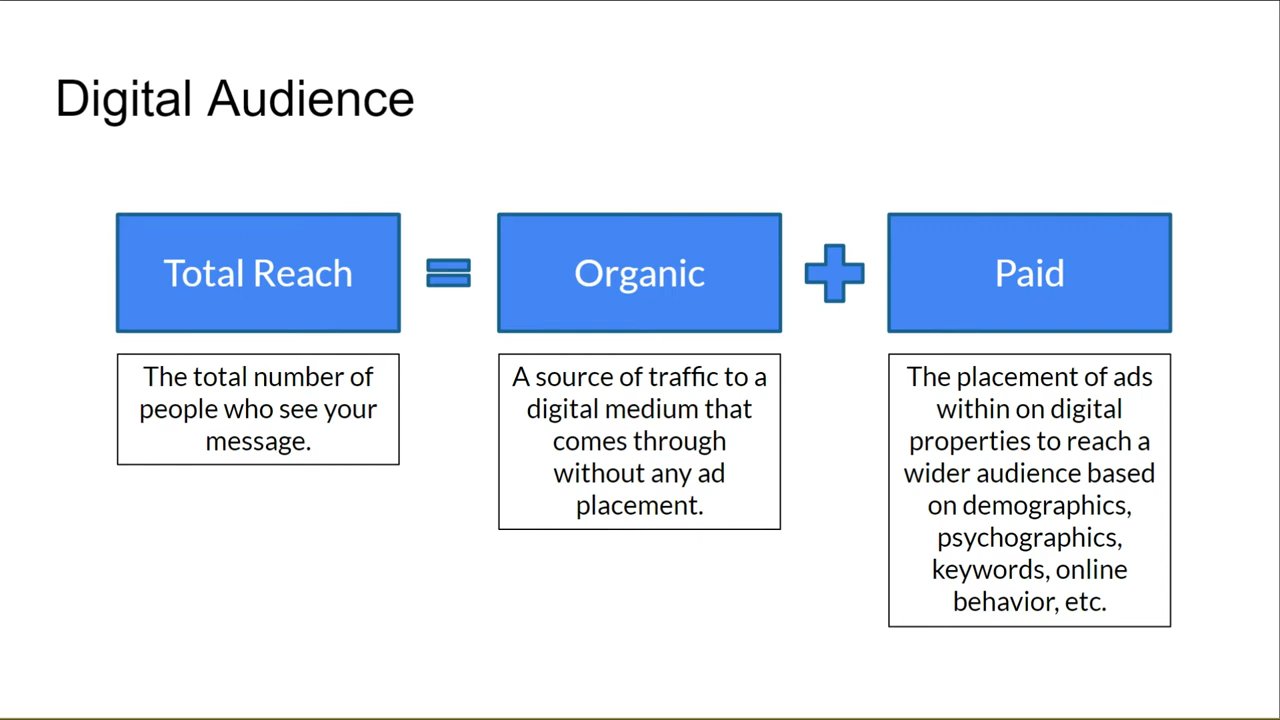 Digital Audience
Total Reach
Organic
Paid
The total number of
people who see your
message.
A source of traffic to a
digital medium that
comes through
without any ad
placement.
The placement of ads
within on digital
properties to reach a
wider audience based
on demographics,
psychographics,
keywords, online
behavior, etc.